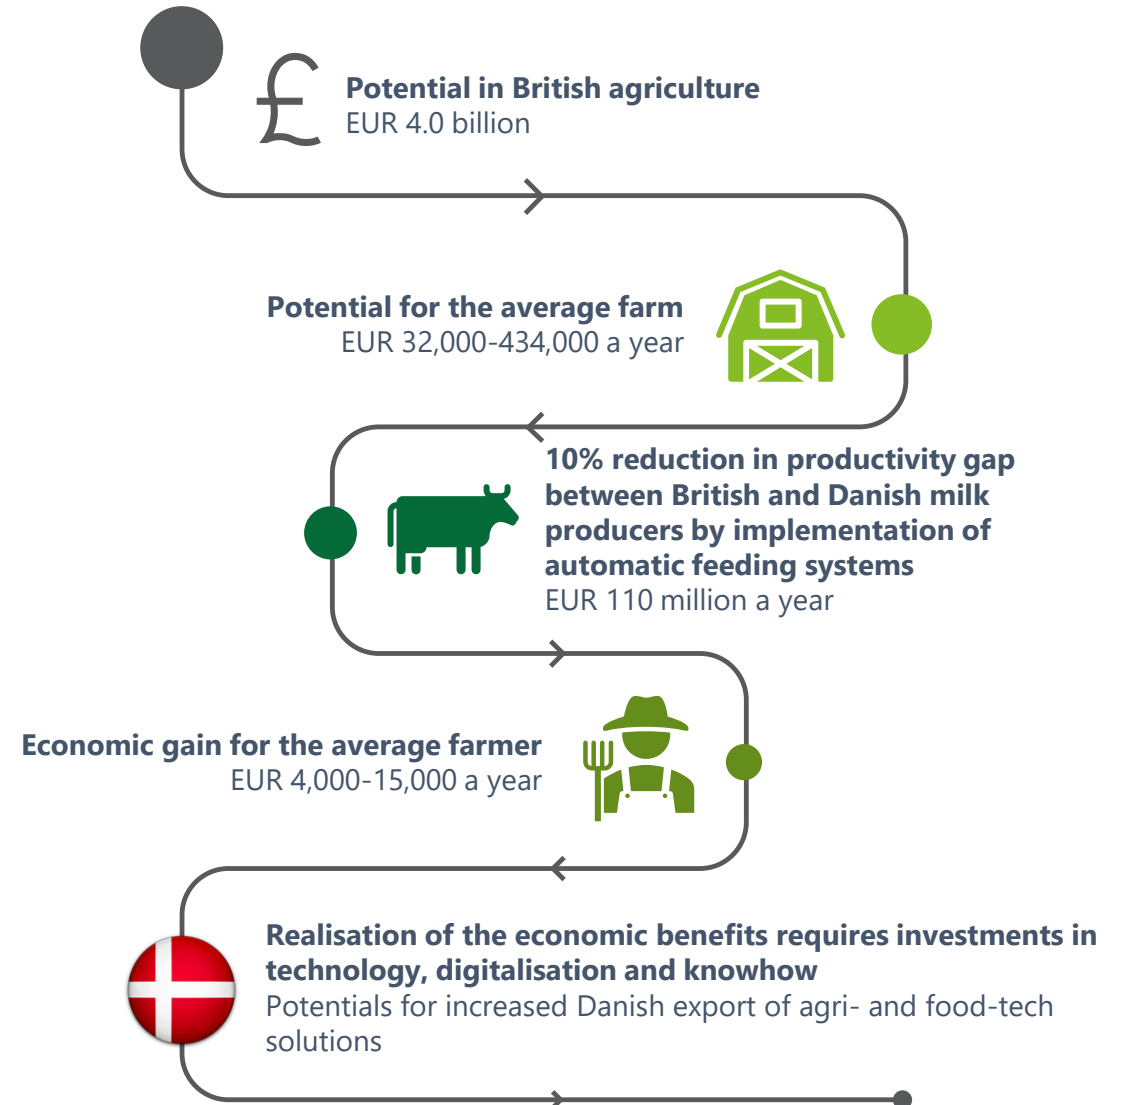 £
Potential in British agriculture
EUR 4.0 billion
Potential for the average farm
EUR 32,000-434,000 a year
10% reduction in productivity gap
between British and Danish milk
producers by implementation of
automatic feeding systems
EUR 110 million a year
Economic gain for the average farmer
EUR 4,000-15,000 a year
Realisation of the economic benefits requires investments in
technology, digitalisation and knowhow
Potentials for increased Danish export of agri- and food-tech
solutions